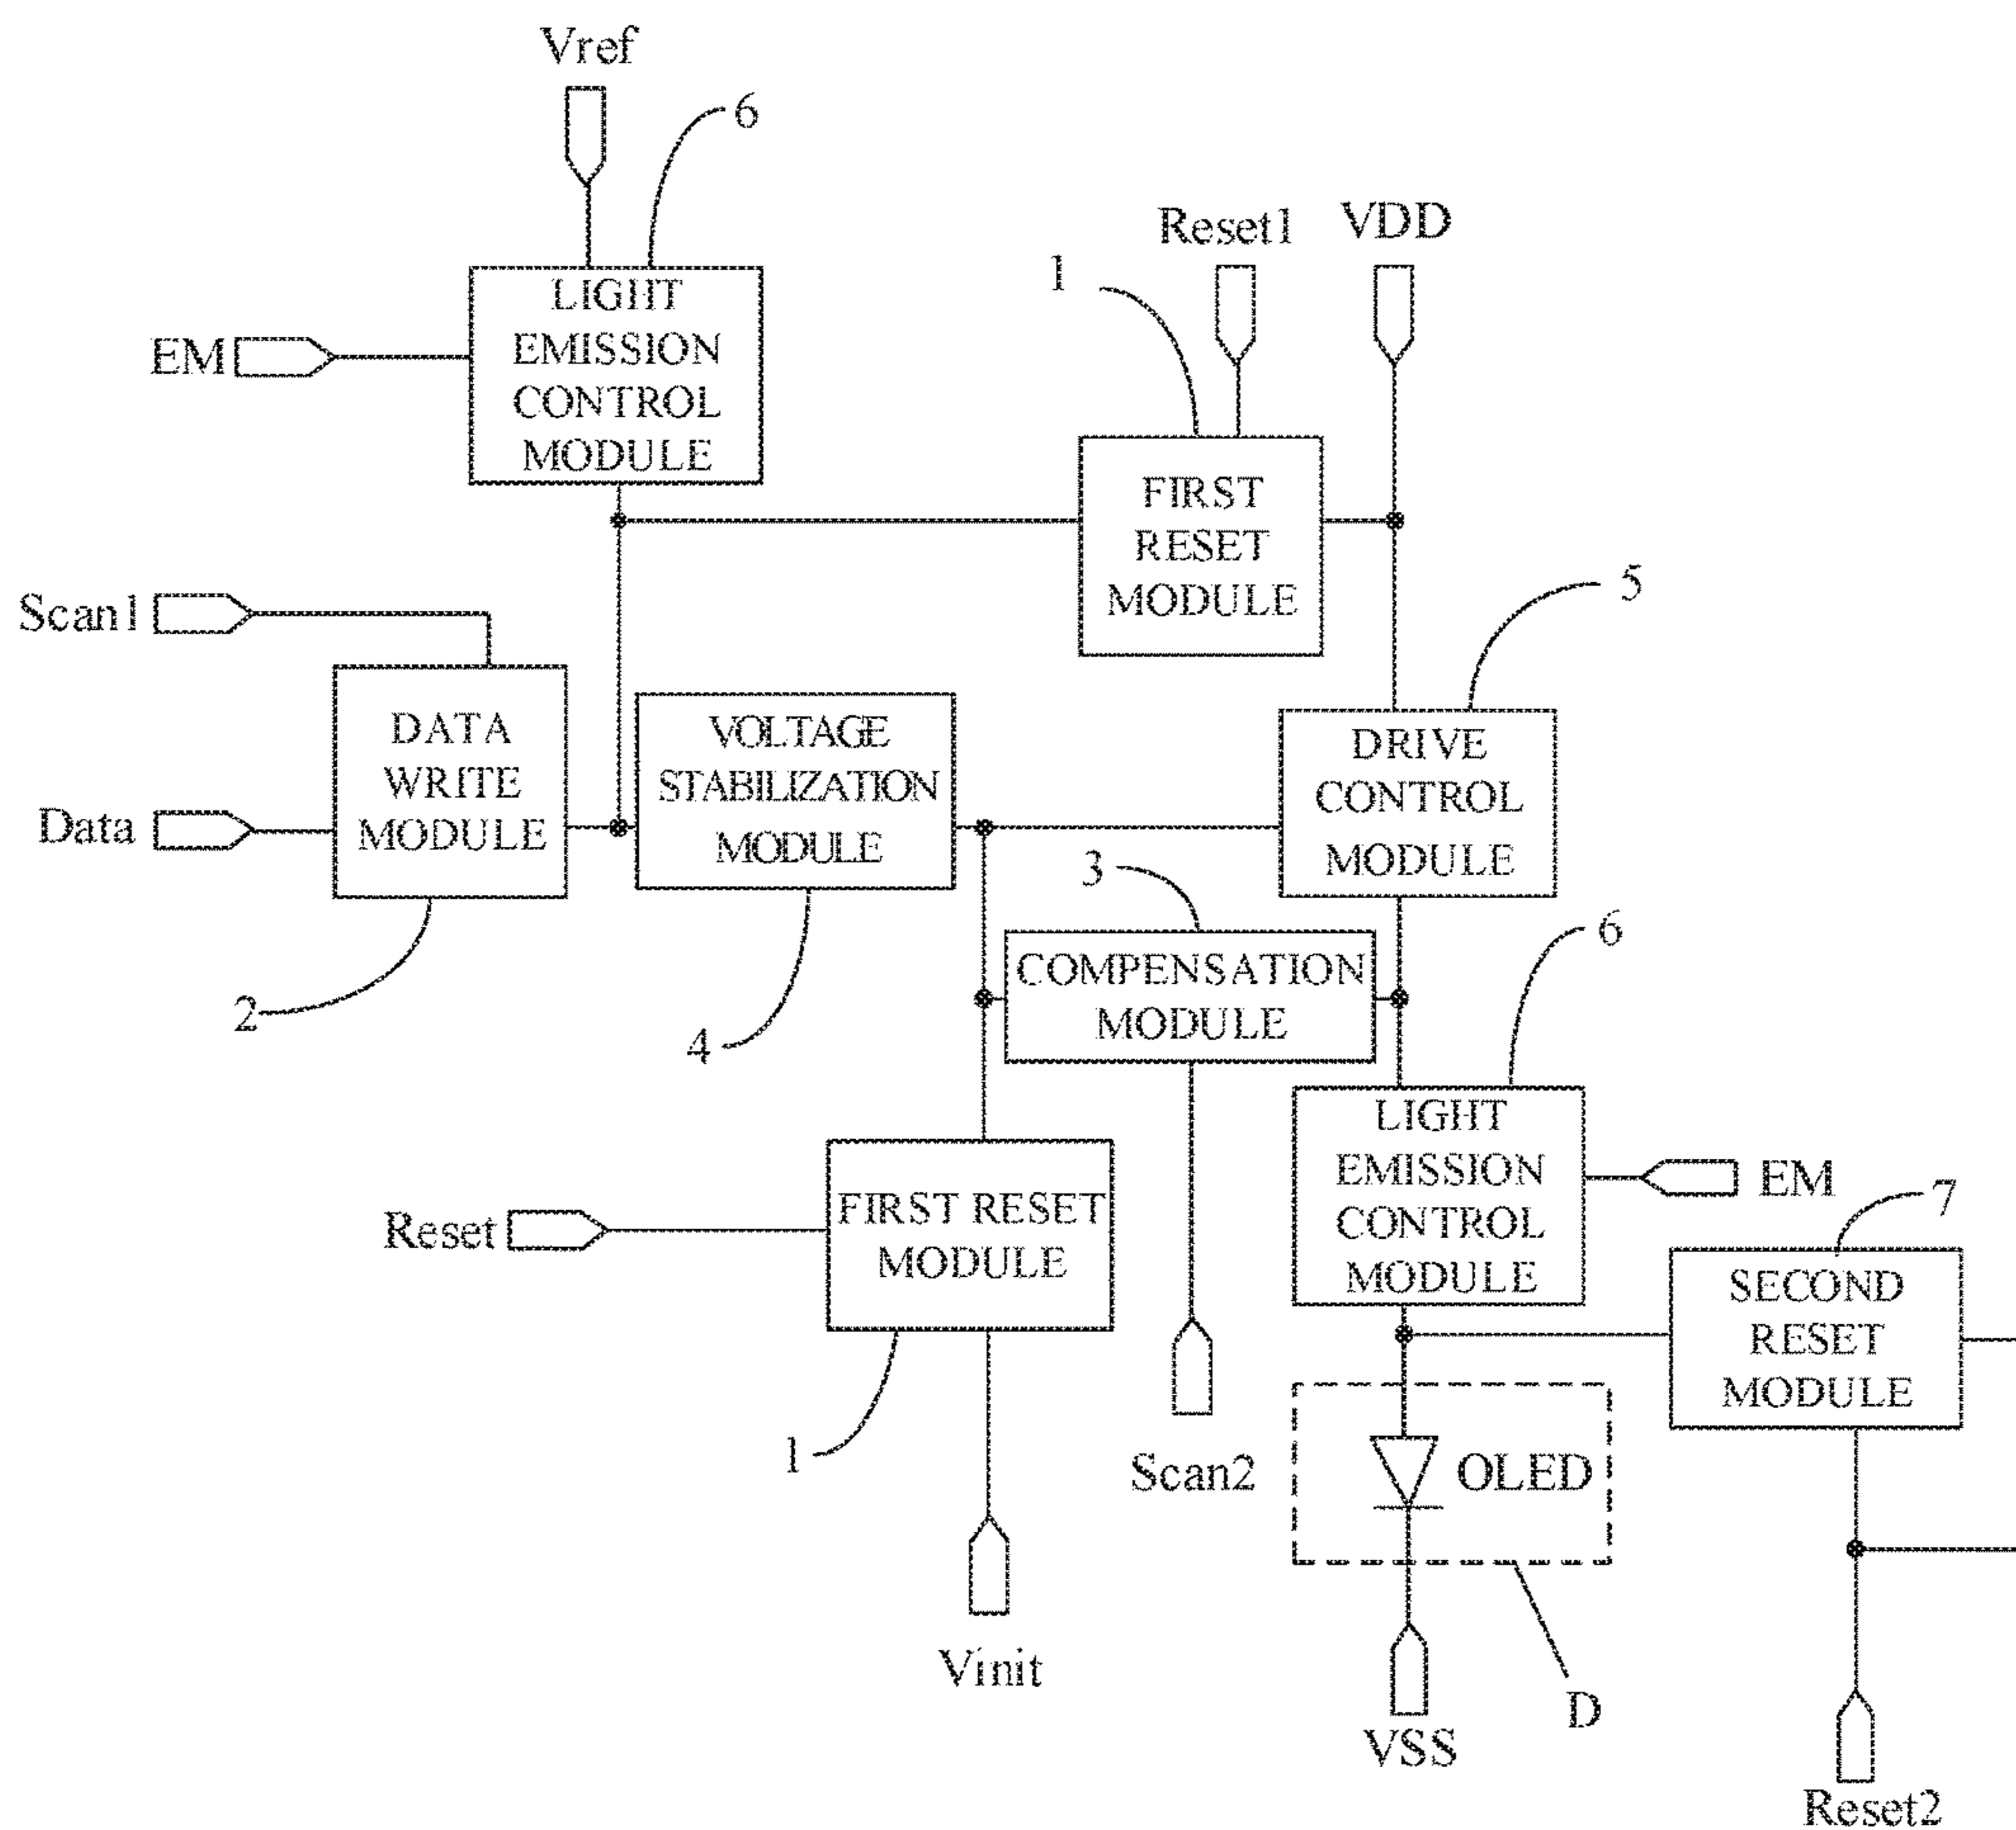 Vref
6
Reset1 VDD
1
LIGHT
EMISSION
CONTROL
MODULE
EM
FIRST
RESET
MODULE
5
Scan1
DATA
WRITE
MODULE
VOLTAGE
STABILIZATION
MODULE
DRIVE
CONTROL
MODULE
Data
3
6
COMPENSATION
MODULE
2
4
LIGHT
EMISSION
CONTROL
MODULE
EM
7
FIRST RESET
MODULE
Reset
SECOND
RESET
MODULE
1
Scan2
OLED
Vinit
D
VSS
Reset2